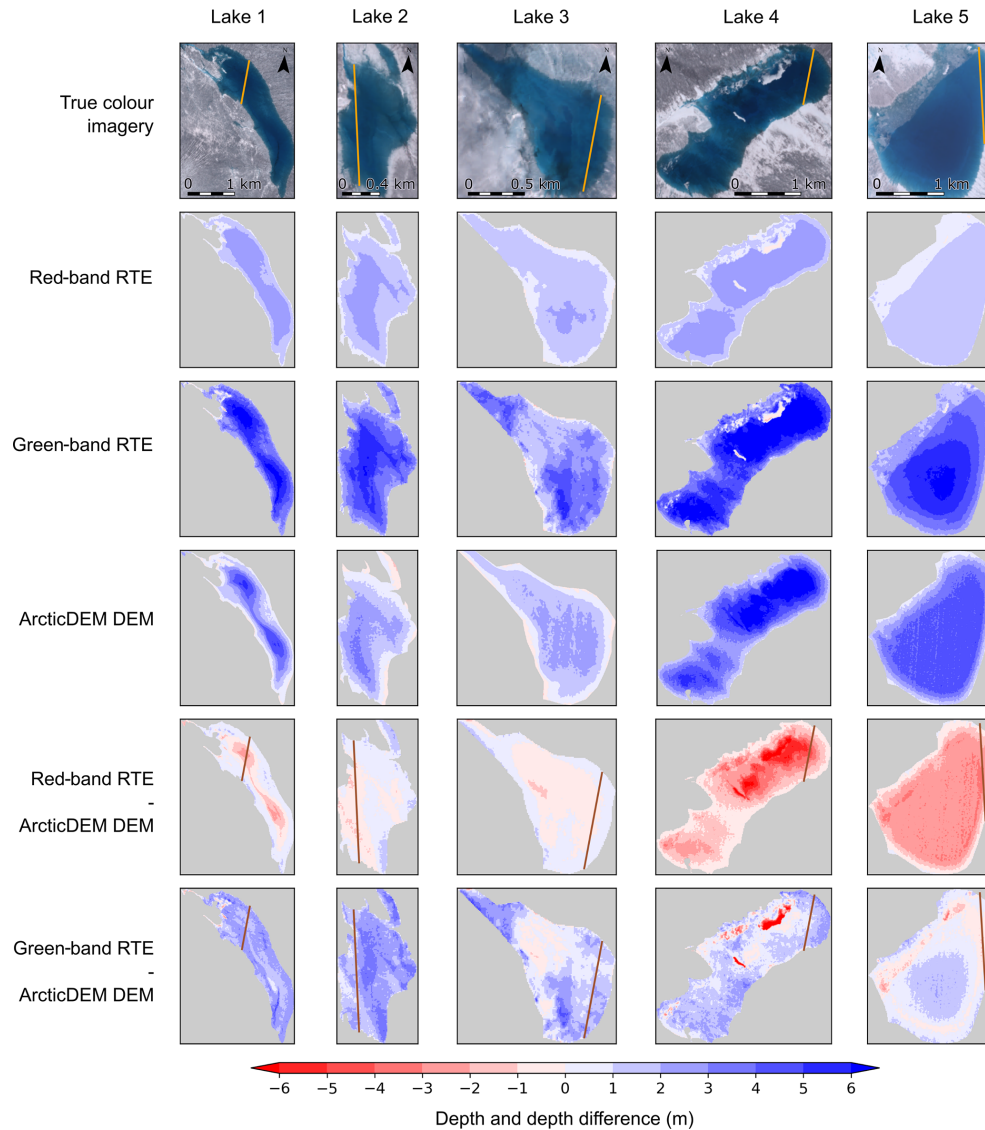 Lake 1
Lake 2
Lake 3
Lake 4
Lake 5
True colour
imagery
N
0 1 km
N
0 0.4 km
N
0 0.5 km
N
0 1 km
N
0 1 km
Red-band RTE
Green-band RTE
ArcticDEM DEM
Red-band RTE
-
ArcticDEM DEM
Green-band RTE
-
ArcticDEM DEM
−6 −5 −4 −3 −2 −1 0 1 2 3 4 5 6
Depth and depth difference (m)